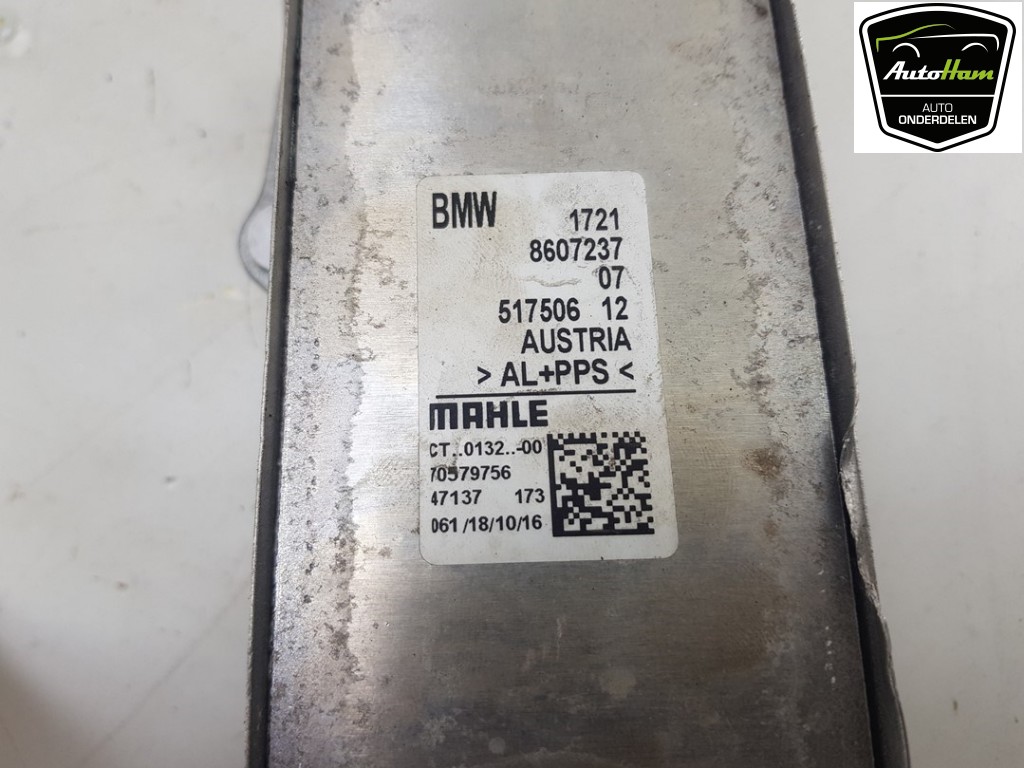 BMW 1721
8607237
07
517506 12
AUSTRIA
>AL+PPS<
MAHLE
CT..0132..-00
70579756
47137 173
061/18/10/16
AutoHam
AUTO
ONDERDELEN